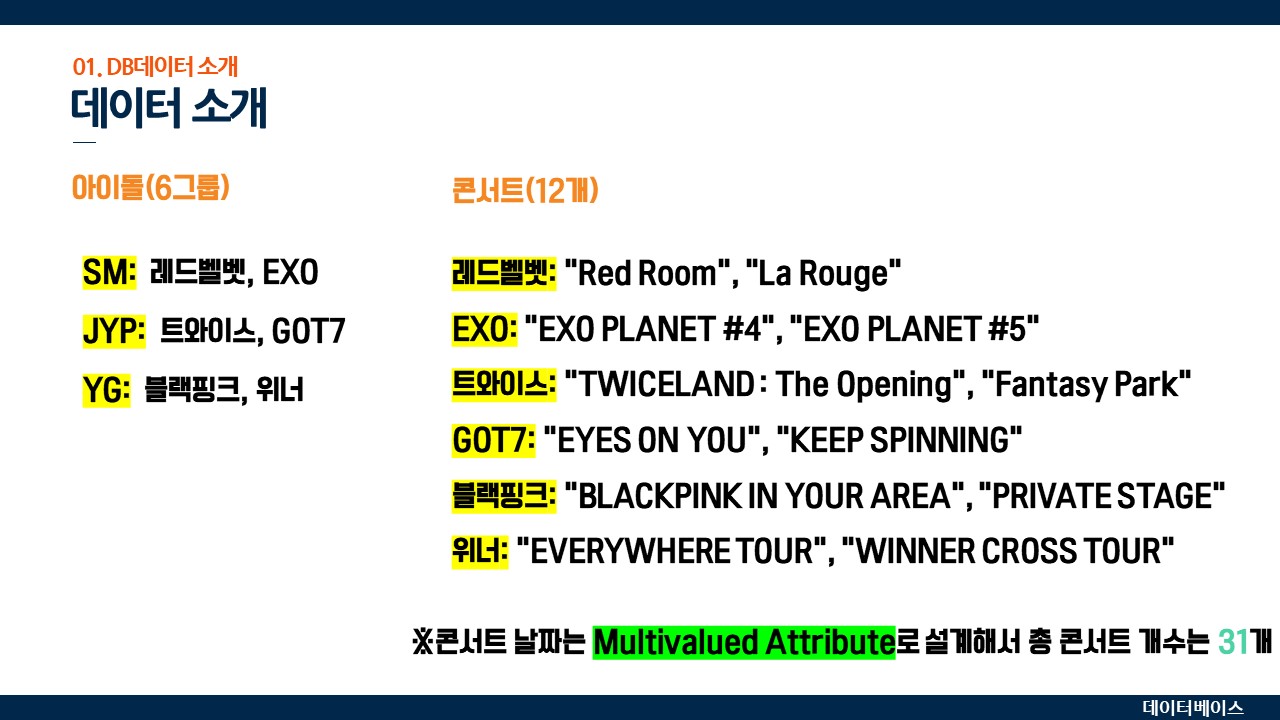 01. DB데이터 소개
데이터 소개
아이돌(6그룹)
SM: 레드벨벳, EXO
JYP: 트와이스, GOT7
YG: 블랙핑크, 위너
콘서트(12개)
레드벨벳: "Red Room", "La Rouge"
EXO: "EXO PLANET #4", "EXO PLANET #5"
트와이스: "TWICELAND : The Opening", "Fantasy Park"
GOT7: "EYES ON YOU", "KEEP SPINNING"
블랙핑크: "BLACKPINK IN YOUR AREA", "PRIVATE STAGE"
위너: "EVERYWHERE TOUR", "WINNER CROSS TOUR"
※콘서트 날짜는 Multivalued Attribute로 설계해서 총 콘서트 개수는 31개
데이터베이스